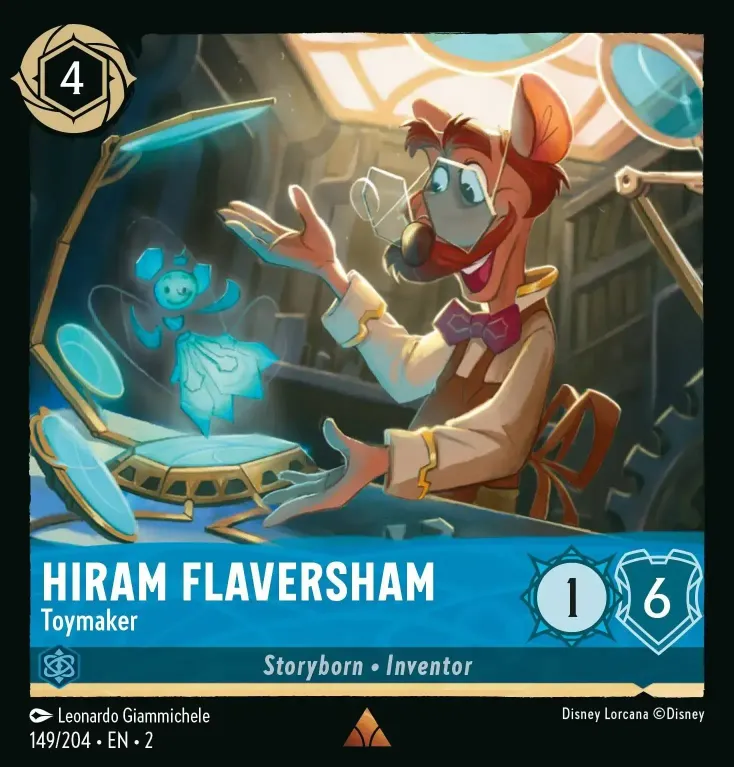 4
HIRAM FLAVERSHAM
Toymaker
1
6
Storyborn • Inventor
Leonardo Giammichele
Disney Lorcana ©Disney
149/204 • EN • 2